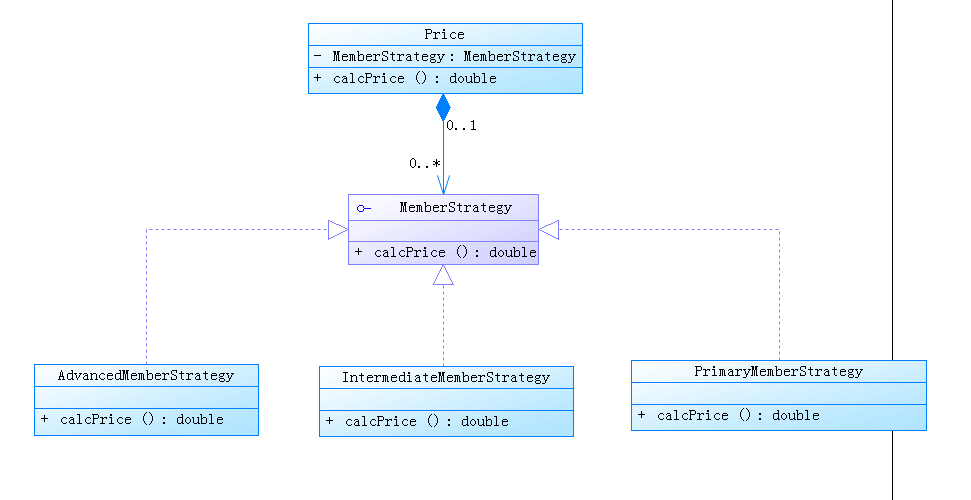 Price
- MemberStrategy : MemberStrategy
+ calcPrice () : double
0..1
0..*
MemberStrategy
+ calcPrice () : double
AdvancedMemberStrategy
+ calcPrice () : double
IntermediateMemberStrategy
+ calcPrice () : double
PrimaryMemberStrategy
+ calcPrice () : double